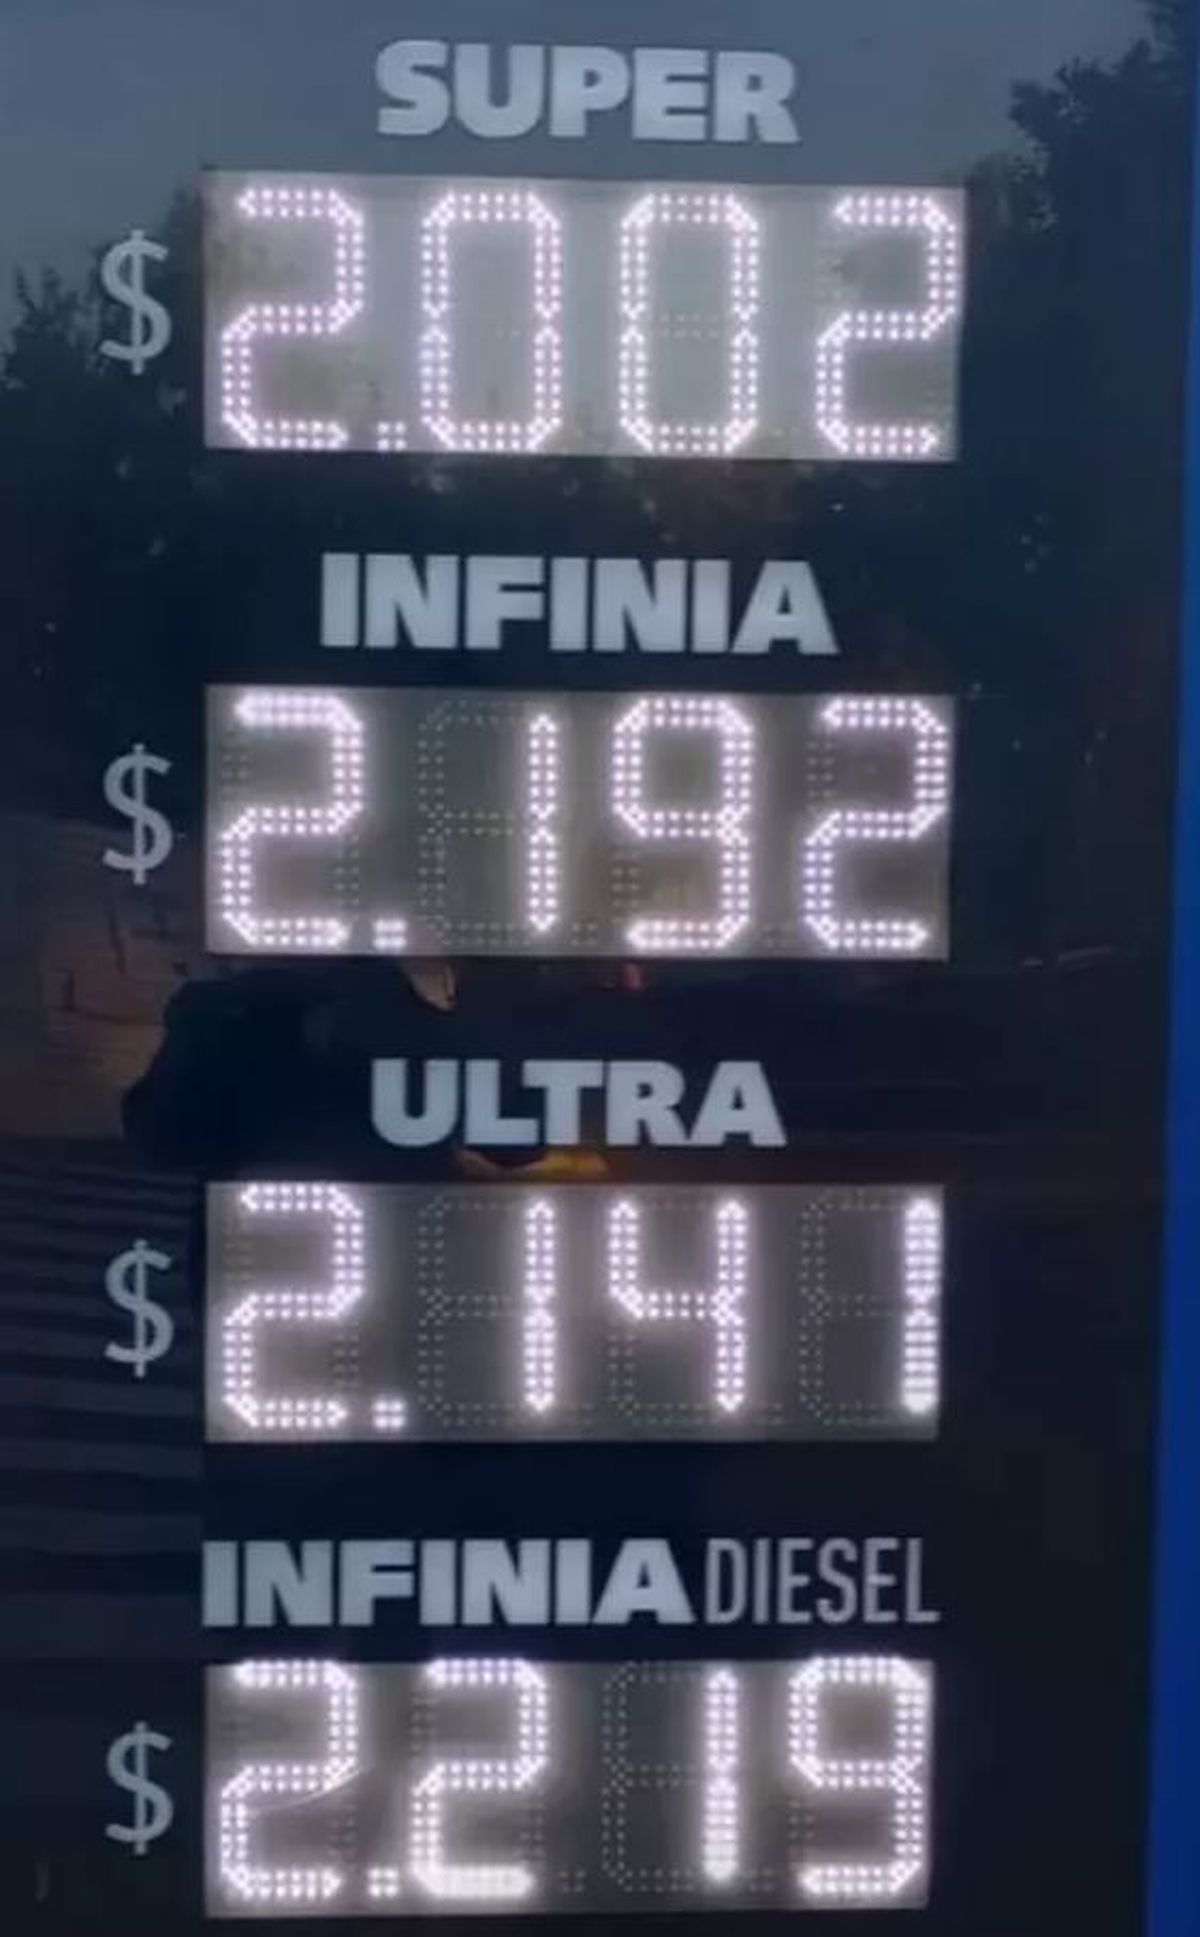 SUPER
$ 2.002
INFINIA
$ 2.192
ULTRA
$ 2.141
INFINIA DIESEL
$ 2.219